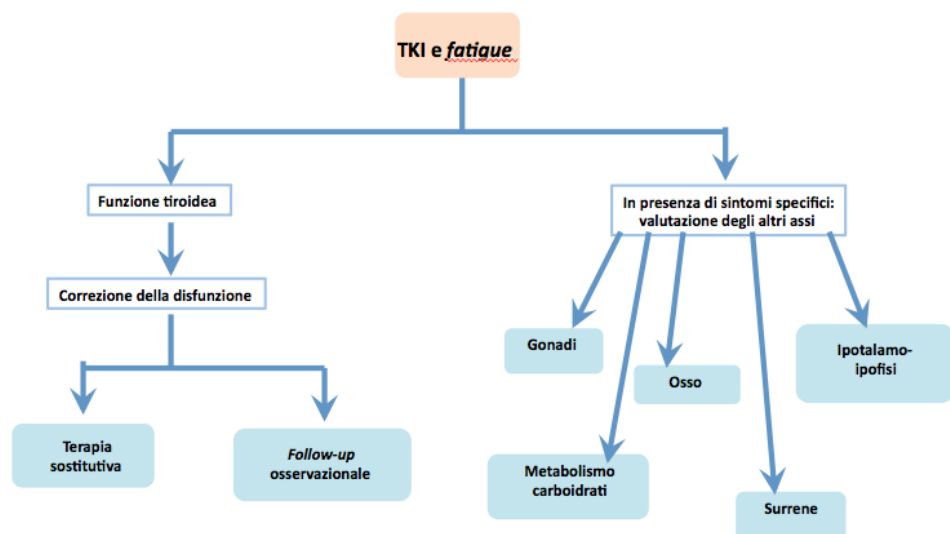 TKI e fatigue
Funzione tiroidea
In presenza di sintomi specifici:
valutazione degli altri assi
Correzione della disfunzione
Gonadi
Ipotalamo-
ipofisi
Osso
Terapia
sostitutiva
Follow-up
osservazionale
Metabolismo
carboidrati
Surrene